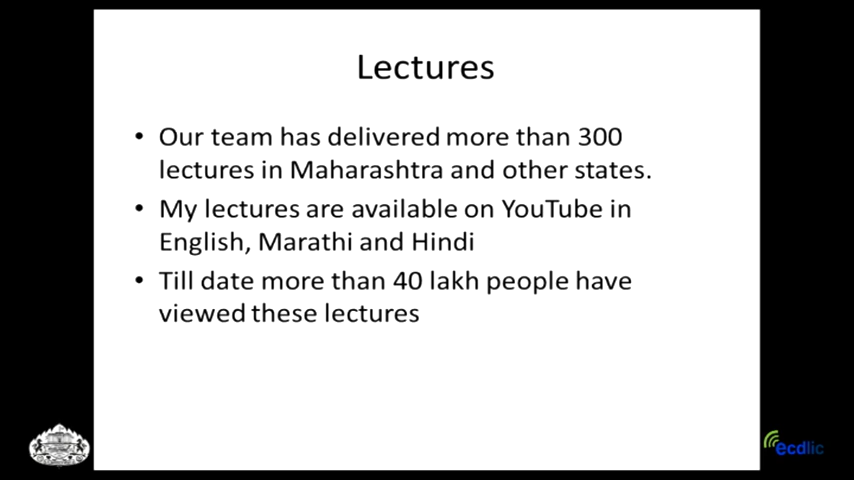 Lectures
• Our team has delivered more than 300
lectures in Maharashtra and other states.
• My lectures are available on YouTube in
English, Marathi and Hindi
• Till date more than 40 lakh people have
viewed these lectures
ecdlic